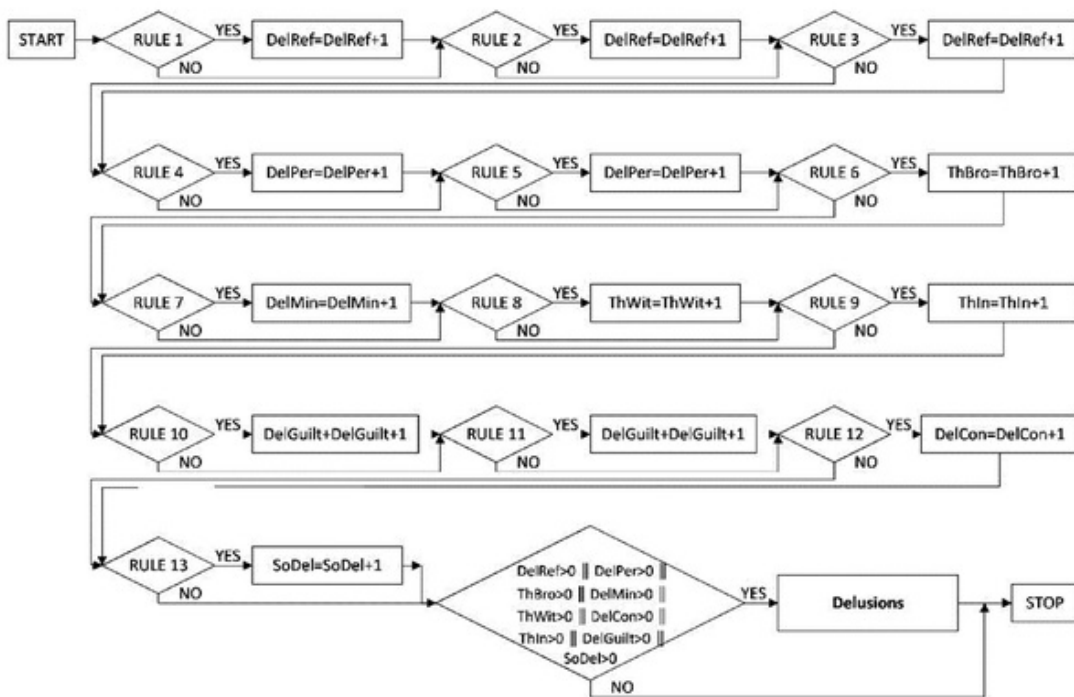 START RULE 1 YES DelRef=DelRef+1 RULE 2 YES DelRef=DelRef+1 RULE 3 YES DelRef=DelRef+1
NO NO NO
RULE 4 YES DelPer=DelPer+1 RULE 5 YES DelPer=DelPer+1 RULE 6 YES ThBro=ThBro+1
NO NO NO
RULE 7 YES DelMin=DelMin+1 RULE 8 YES ThWit=ThWit+1 RULE 9 YES ThIn=ThIn+1
NO NO NO
RULE 10 YES DelGuilt+DelGuilt+1 RULE 11 YES DelGuilt+DelGuilt+1 RULE 12 YES DelCon=DelCon+1
NO NO NO
RULE 13 YES SoDel=SoDel+1
NO
DelRef>0 || DelPer>0 ||
ThBro>0 || DelMin>0 ||
ThWit>0 || DelCon>0 ||
ThIn>0 || DelGuilt>0 ||
SoDel>0
YES Delusions STOP
NO